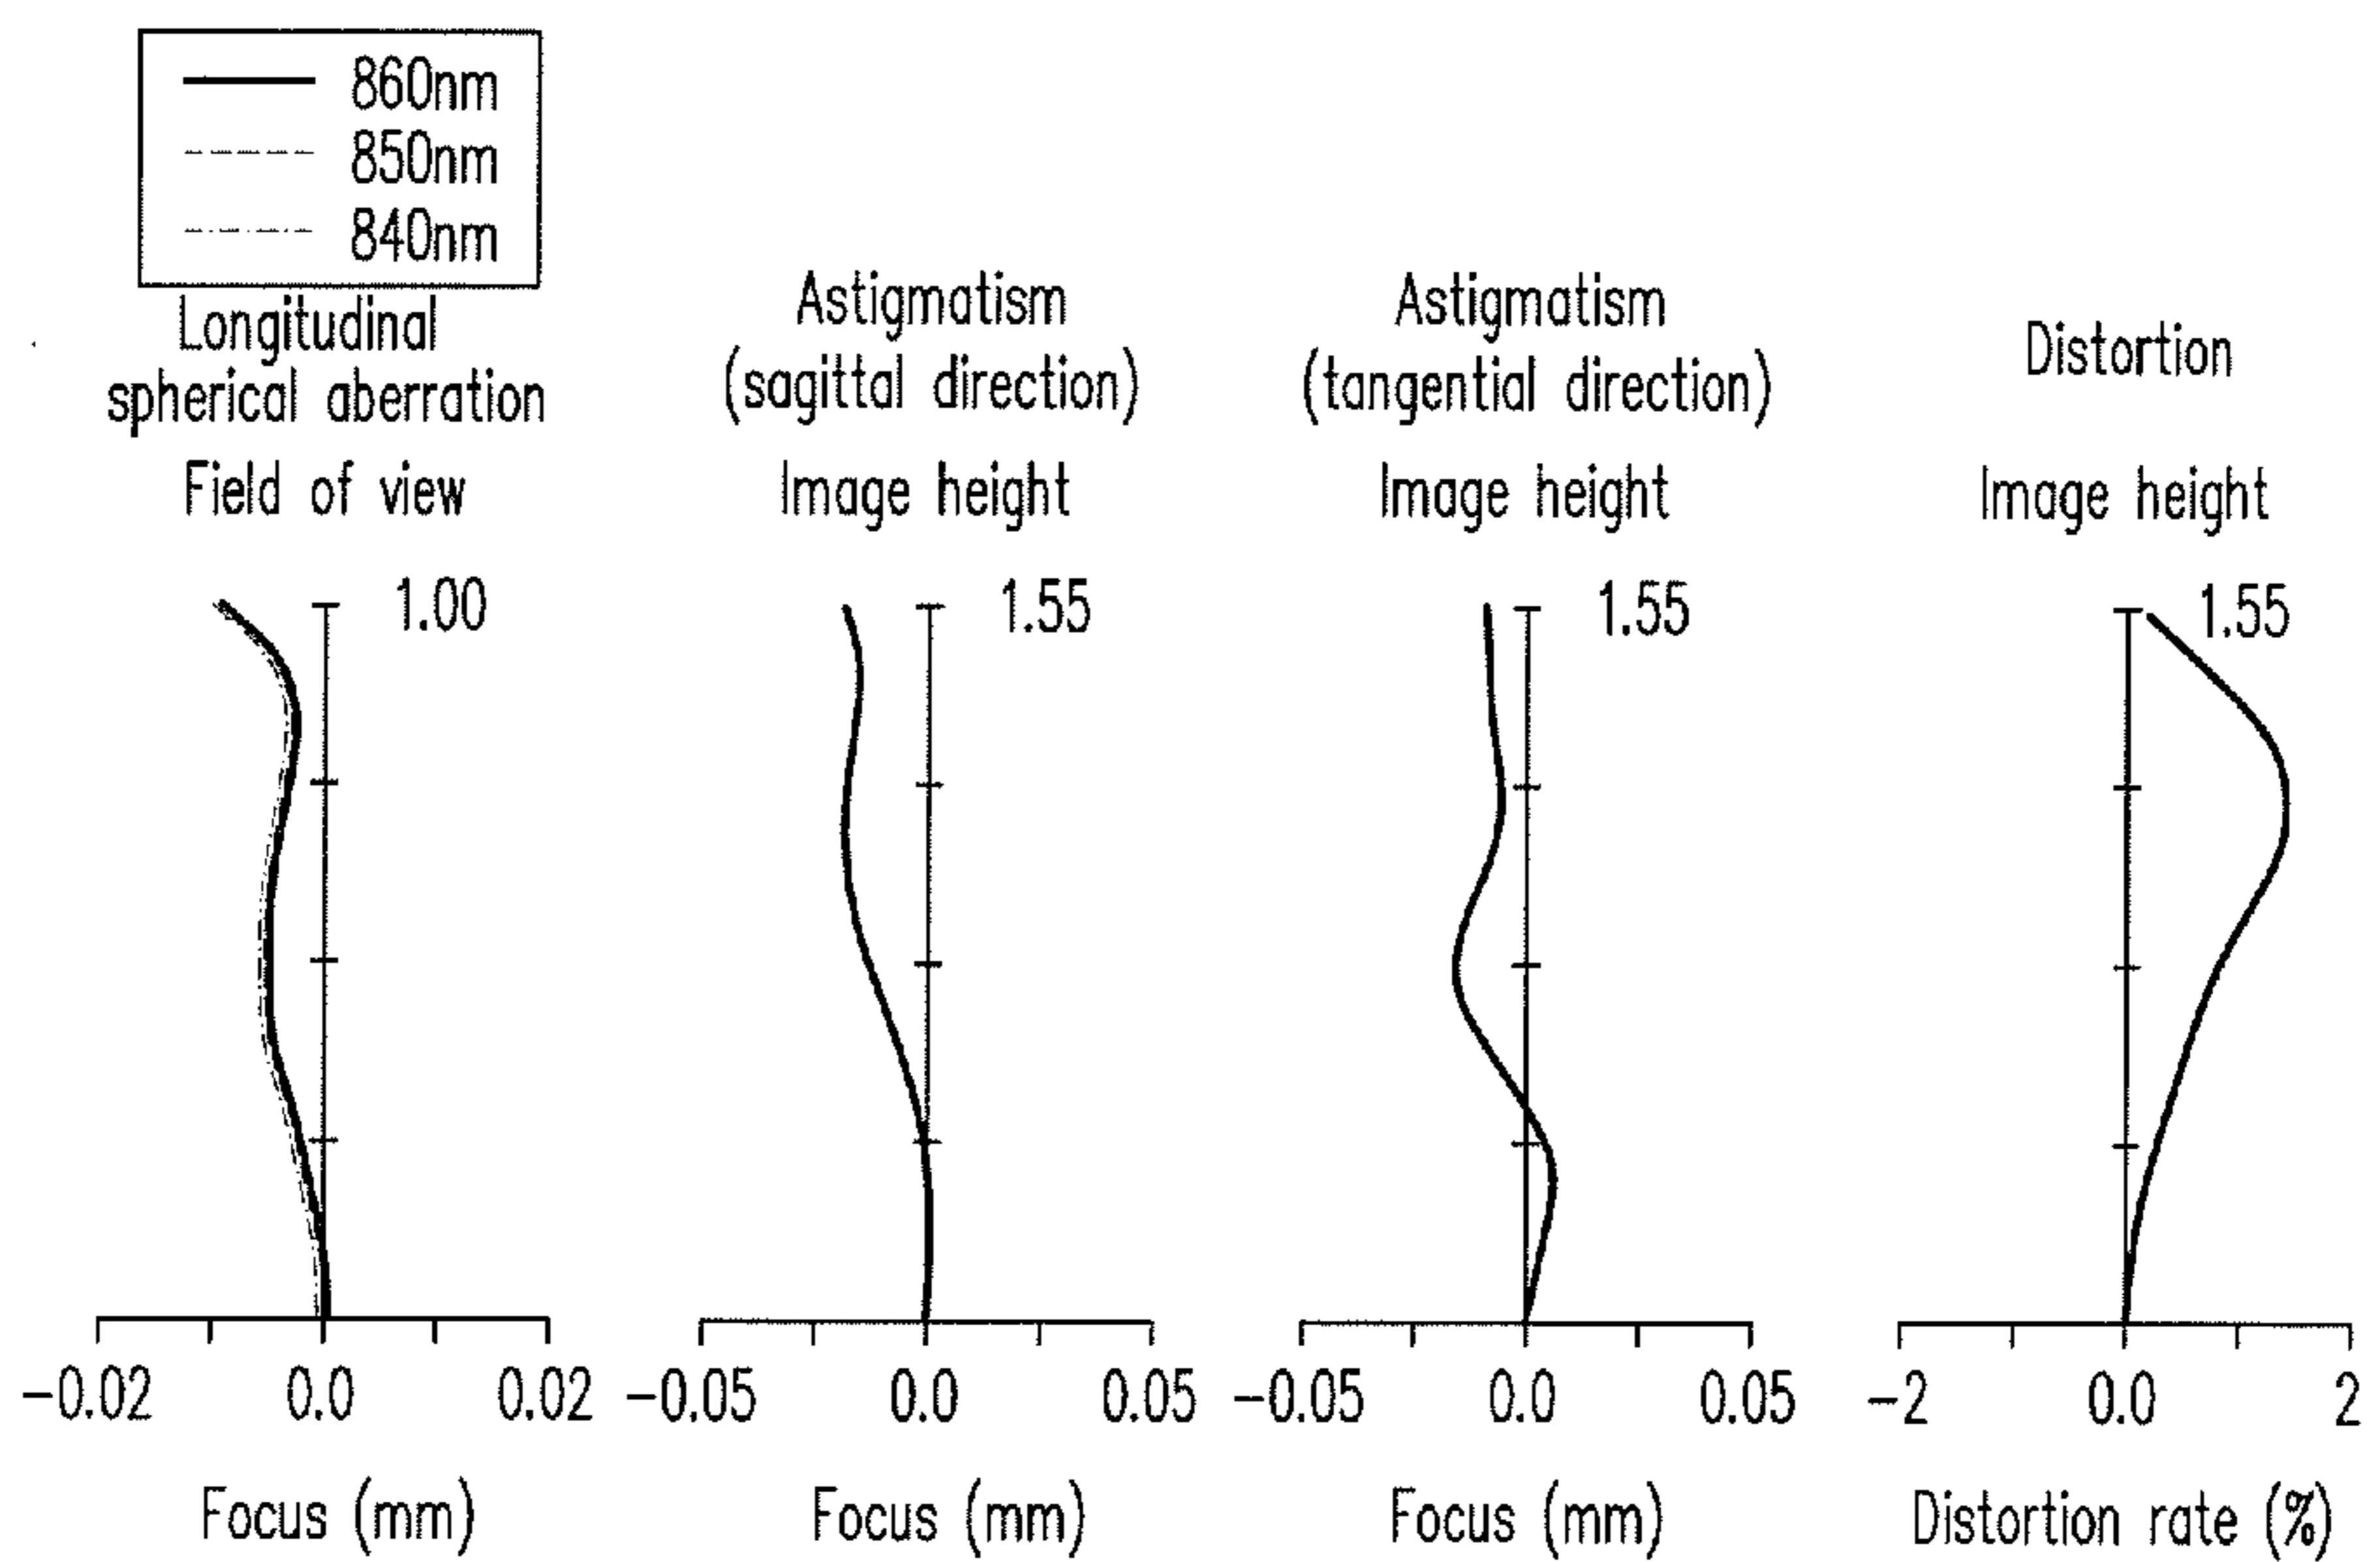 860nm
850nm
840nm
Longitudinal
spherical aberration
Field of view
1.00
-0.02 0.0 0.02
Focus (mm)
Astigmatism
(sagittal direction)
Image height
1.55
-0.05 0.0 0.05
Focus (mm)
Astigmatism
(tangential direction)
Image height
1.55
-0.05 0.0 0.05
Focus (mm)
Distortion
Image height
1.55
-2 0.0 2
Distortion rate (%)